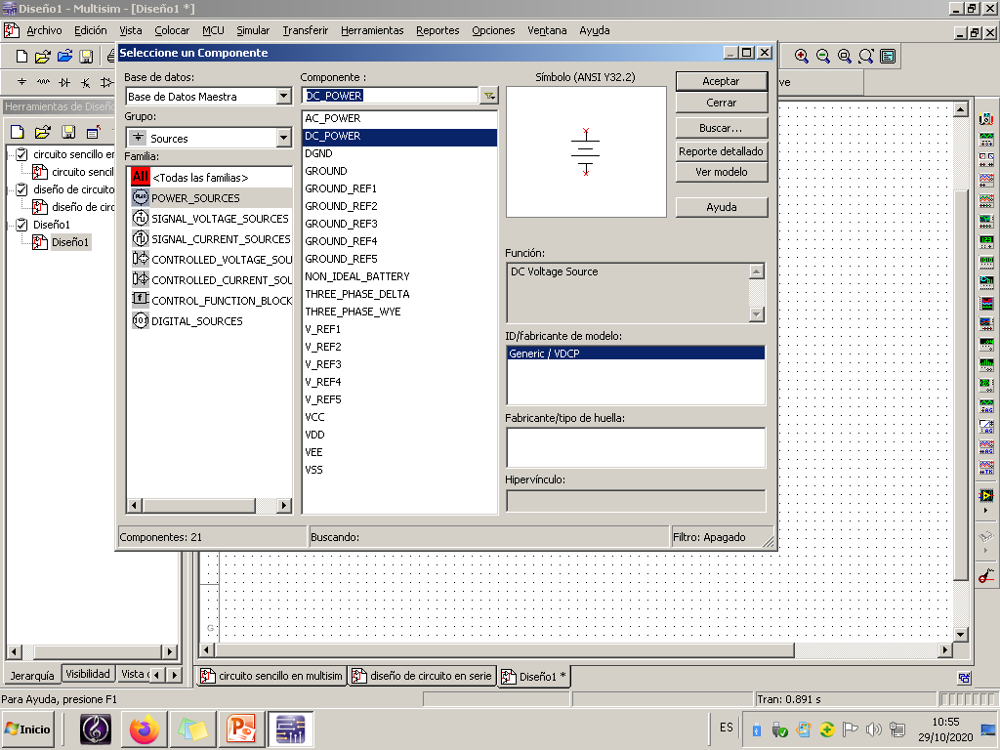 Diseño1 - Multisim - [Diseño1 *]
Archivo Edición Vista Colocar MCU Simular Transferir Herramientas Reportes Opciones Ventana Ayuda
Seleccione un Componente
Base de datos:
Base de Datos Maestra
Grupo:
Sources
Familia:
All <Todas las familias>
POWER_SOURCES
SIGNAL_VOLTAGE_SOURCES
SIGNAL_CURRENT_SOURCES
CONTROLLED_VOLTAGE_SOU
CONTROLLED_CURRENT_SOU
CONTROL_FUNCTION_BLOCK
DIGITAL_SOURCES
Componente :
DC_POWER
AC_POWER
DC_POWER
DGND
GROUND
GROUND_REF1
GROUND_REF2
GROUND_REF3
GROUND_REF4
GROUND_REF5
NON_IDEAL_BATTERY
THREE_PHASE_DELTA
THREE_PHASE_WYE
V_REF1
V_REF2
V_REF3
V_REF4
V_REF5
VCC
VDD
VEE
VSS
Símbolo (ANSI Y32.2)
Aceptar
Cerrar
Buscar...
Reporte detallado
Ver modelo
Ayuda
Función:
DC Voltage Source
ID/fabricante de modelo:
Generic / VDCP
Fabricante/tipo de huella:
Hipervínculo:
Componentes: 21
Buscando:
Filtro: Apagado
ve
Herramientas de Diseño
circuito sencillo en
circuito sencil
diseño de circuito
diseño de circ
Diseño1
Diseño1
G
Jerarquía Visibilidad Vista
circuito sencillo en multisim
diseño de circuito en serie
Diseño1 *
Para Ayuda, presione F1
Tran: 0.891 s
Inicio
ES
10:55
29/10/2020